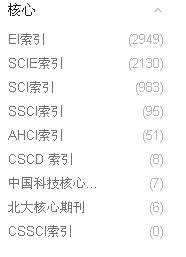 核心
EI索引 (2949)
SCIE索引 (2130)
SCI索引 (983)
SSCI索引 (95)
AHCI索引 (51)
CSCD 索引 (8)
中国科技核心... (7)
北大核心期刊 (6)
CSSCI索引 (0)